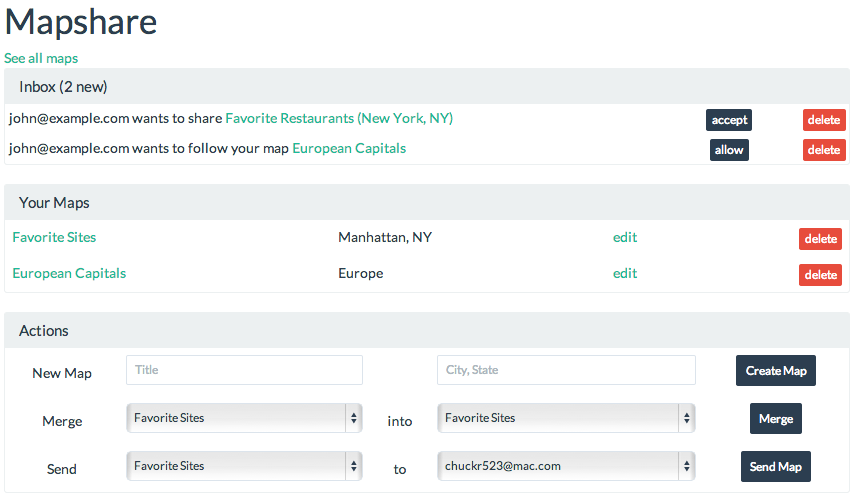 Mapshare
See all maps
Inbox (2 new)
john@example.com wants to share Favorite Restaurants (New York, NY) accept delete
john@example.com wants to follow your map European Capitals allow delete
Your Maps
Favorite Sites Manhattan, NY edit delete
European Capitals Europe edit delete
Actions
New Map Title City, State Create Map
Merge Favorite Sites into Favorite Sites Merge
Send Favorite Sites to chuckr523@mac.com Send Map